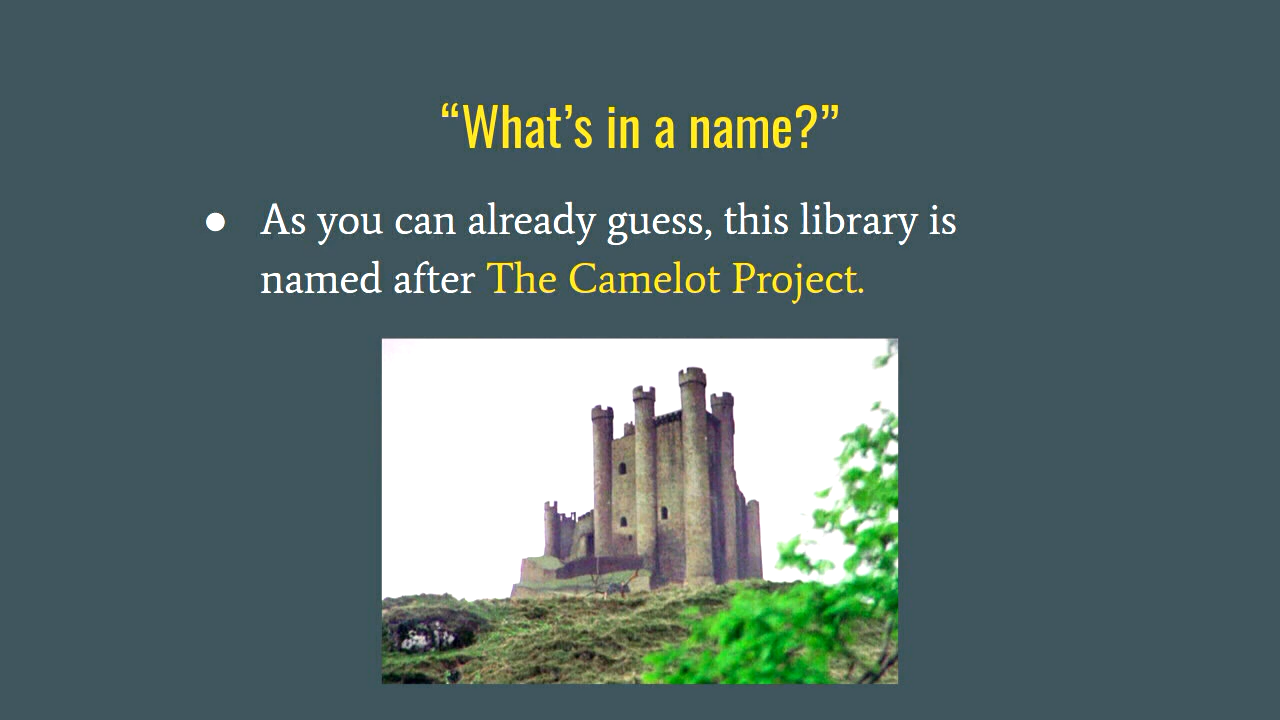 “What’s in a name?”
● As you can already guess, this library is
named after The Camelot Project.